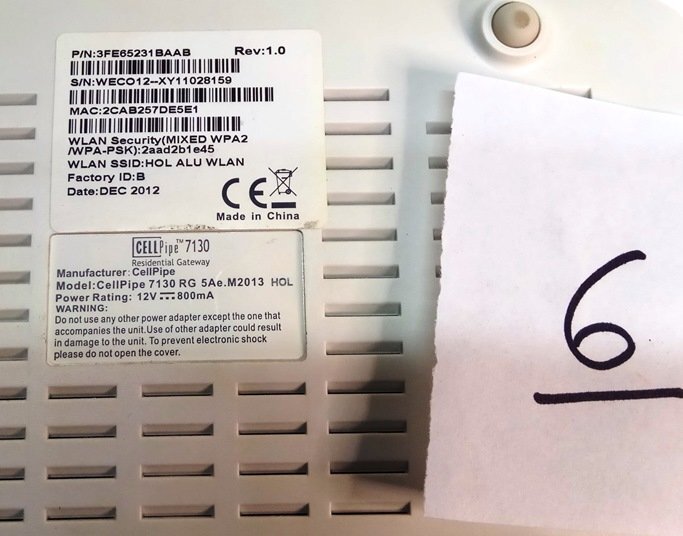 P/N:3FE65231BAAB Rev:1.0
S/N:WECO12--XY11028159
MAC:2CAB257DE5E1
WLAN Security(MIXED WPA2
/WPA-PSK):2aad2b1e45
WLAN SSID:HOL ALU WLAN
Factory ID:B
Date:DEC 2012
CE
Made in China
CELLPipe™ 7130
Residential Gateway
Manufacturer:CellPipe
Model:CellPipe 7130 RG 5Ae.M2013 HOL
Power Rating: 12V⎓800mA
WARNING:
Do not use any other power adapter except the one that
accompanies the unit.Use of other adapter could result
in damage to the unit. To prevent electronic shock
please do not open the cover.
6